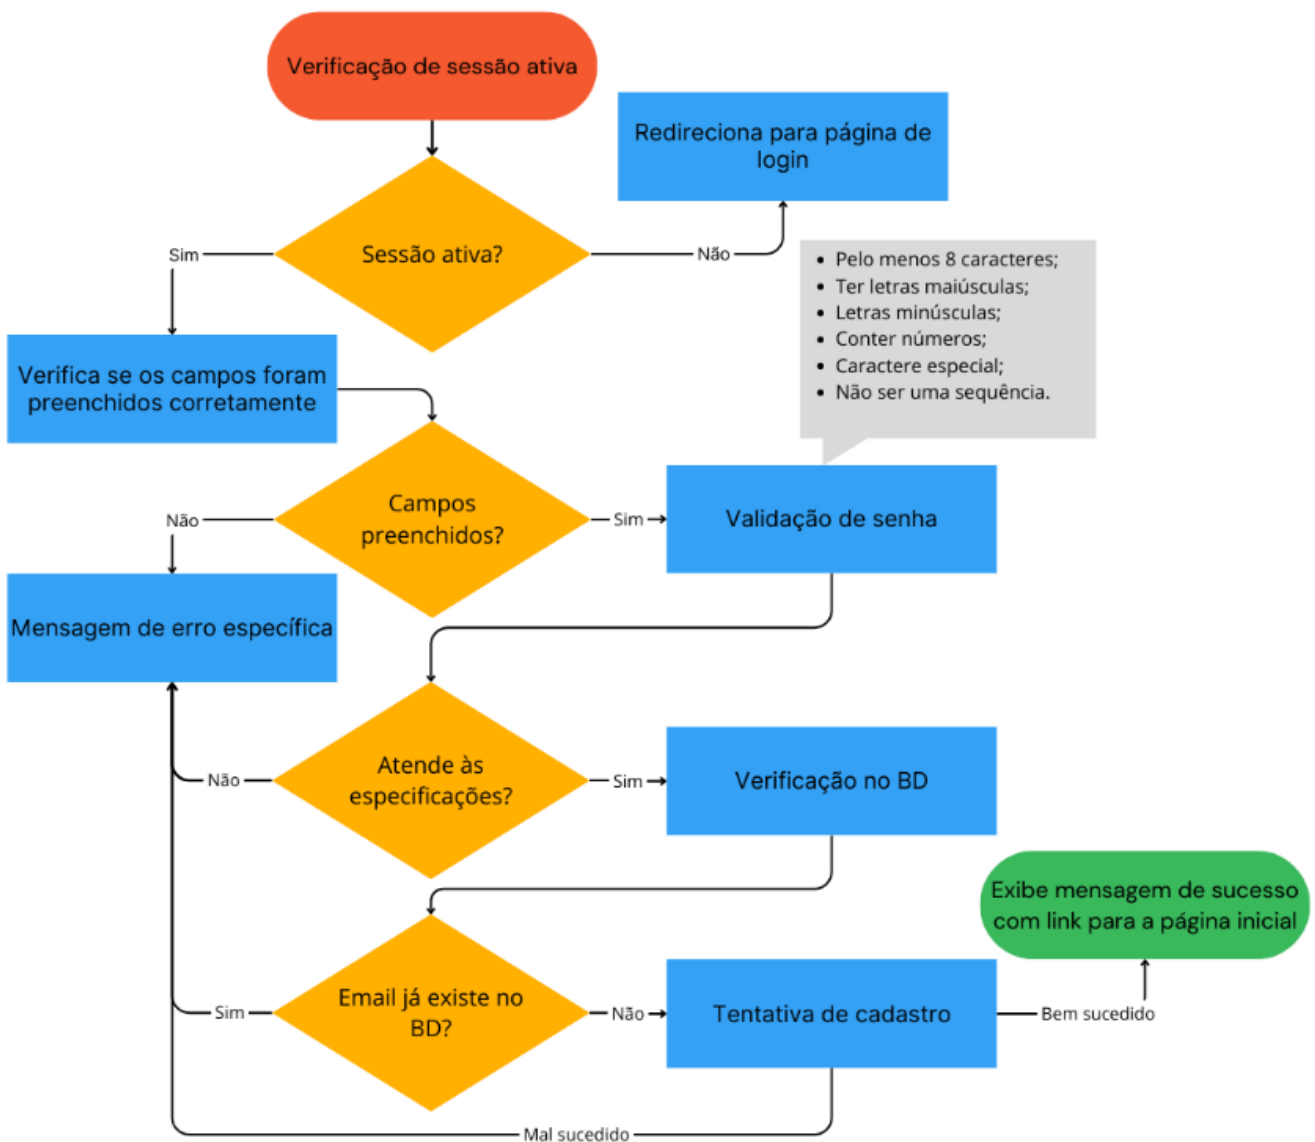 Verificação de sessão ativa
Redireciona para página de
login
Sessão ativa?
Sim
Não
• Pelo menos 8 caracteres;
• Ter letras maiúsculas;
• Letras minúsculas;
• Conter números;
• Caractere especial;
• Não ser uma sequência.
Verifica se os campos foram
preenchidos corretamente
Campos
preenchidos?
Não
Sim
Validação de senha
Mensagem de erro específica
Atende às
especificações?
Não
Sim
Verificação no BD
Exibe mensagem de sucesso
com link para a página inicial
Email já existe no
BD?
Sim
Não
Tentativa de cadastro
Bem sucedido
Mal sucedido